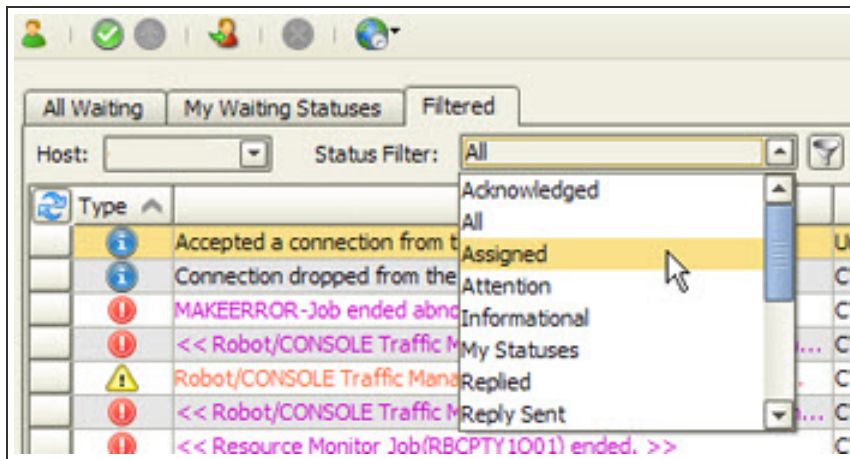 All Waiting My Waiting Statuses Filtered
Host: Status Filter: All
Type
Acknowledged
All
Accepted a connection from t
Assigned
Connection dropped from the
Attention
MAKEERROR-Job ended abno
Informational
<< Robot/CONSOLE Traffic M
My Statuses
Robot/CONSOLE Traffic Mana
Replied
<< Robot/CONSOLE Traffic M
Reply Sent
<< Resource Monitor Job(RBCPTY1O01) ended. >>